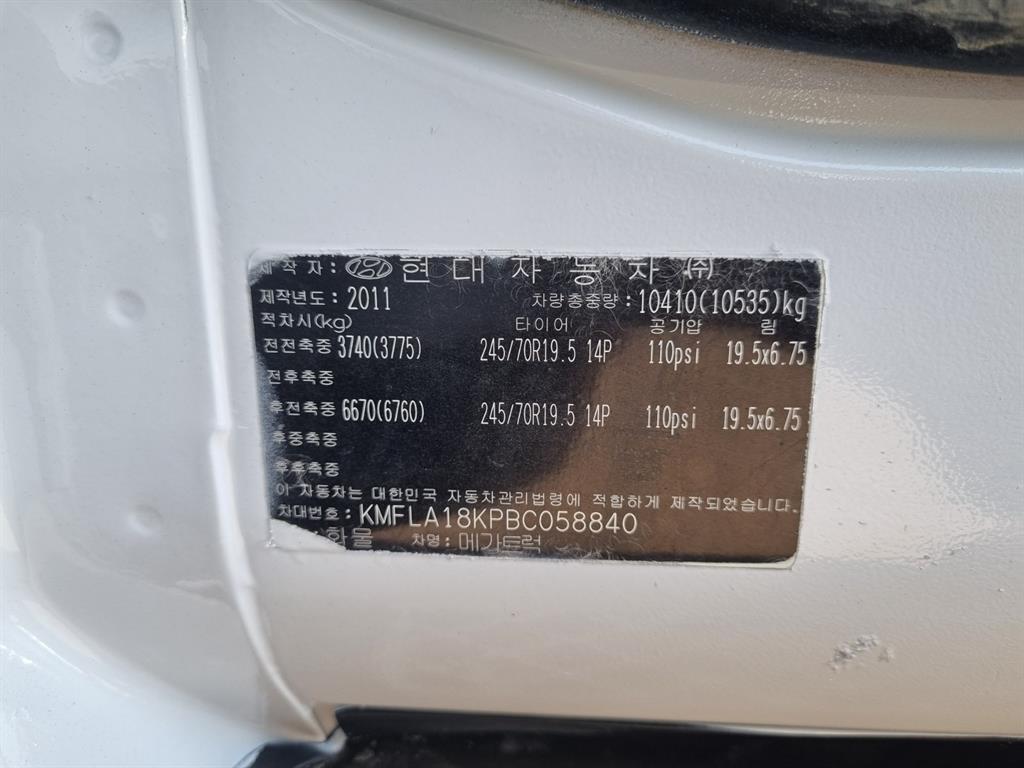 제 작 자 : 현 대 자 동 차 (주)
제작년도 : 2011 차량총중량 : 10410(10535)kg
적차시(kg) 타이어 공기압 림
전전축중 3740(3775) 245/70R19.5 14P 110psi 19.5x6.75
전후축중
후전축중 6670(6760) 245/70R19.5 14P 110psi 19.5x6.75
후중축중
후후축중
이 자동차는 대한민국 자동차관리법령에 적합하게 제작되었습니다.
차대번호 : KMFLA18KPBC058840
화물 차명: 메가트럭